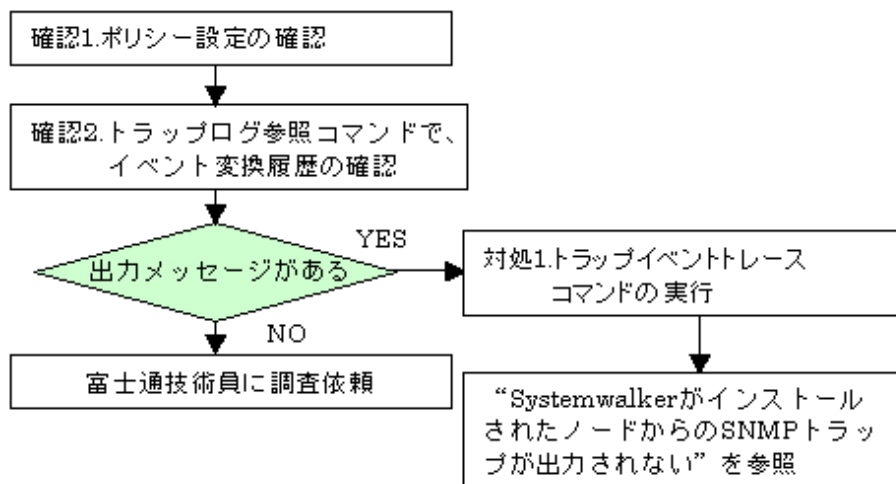 確認1.ポリシー設定の確認
確認2.トラップログ参照コマンドで、
イベント変換履歴の確認
出力メッセージがある
YES
対処1.トラップイベントトレース
コマンドの実行
NO
富士通技術員に調査依頼
“Systemwalkerがインストール
されたノードからのSNMPトラッ
プが出力されない”を参照